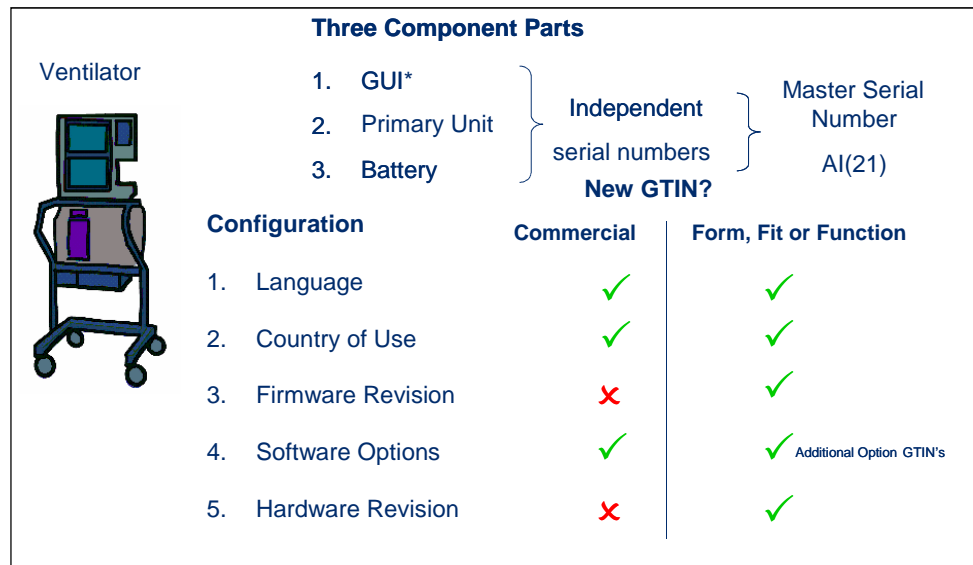 Three Component Parts
Ventilator
1. GUI*
2. Primary Unit
3. Battery
Independent
serial numbers
Master Serial
Number
AI(21)
New GTIN?
Configuration
Commercial
Form, Fit or Function
1. Language
2. Country of Use
3. Firmware Revision
4. Software Options
Additional Option GTIN's
5. Hardware Revision